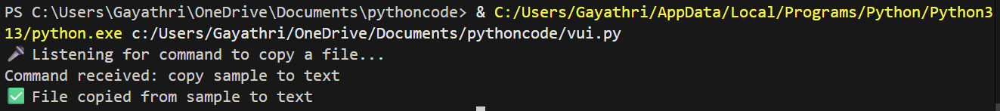 PS C:\Users\Gayathri\OneDrive\Documents\pythoncode> & C:/Users/Gayathri/AppData/Local/Programs/Python/Python3
13/python.exe c:/Users/Gayathri/OneDrive/Documents/pythoncode/vui.py
🎤 Listening for command to copy a file...
Command received: copy sample to text
✅ File copied from sample to text